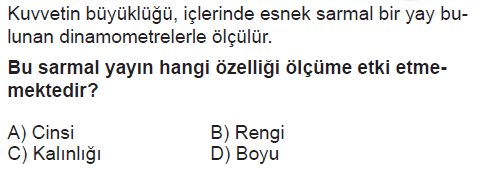 Kuvvetin büyüklüğü, içlerinde esnek sarmal bir yay bu-
lunan dinamometrelerle ölçülür.
Bu sarmal yayın hangi özelliği ölçüme etki etme-
mektedir?
A) Cinsi B) Rengi
C) Kalınlığı D) Boyu